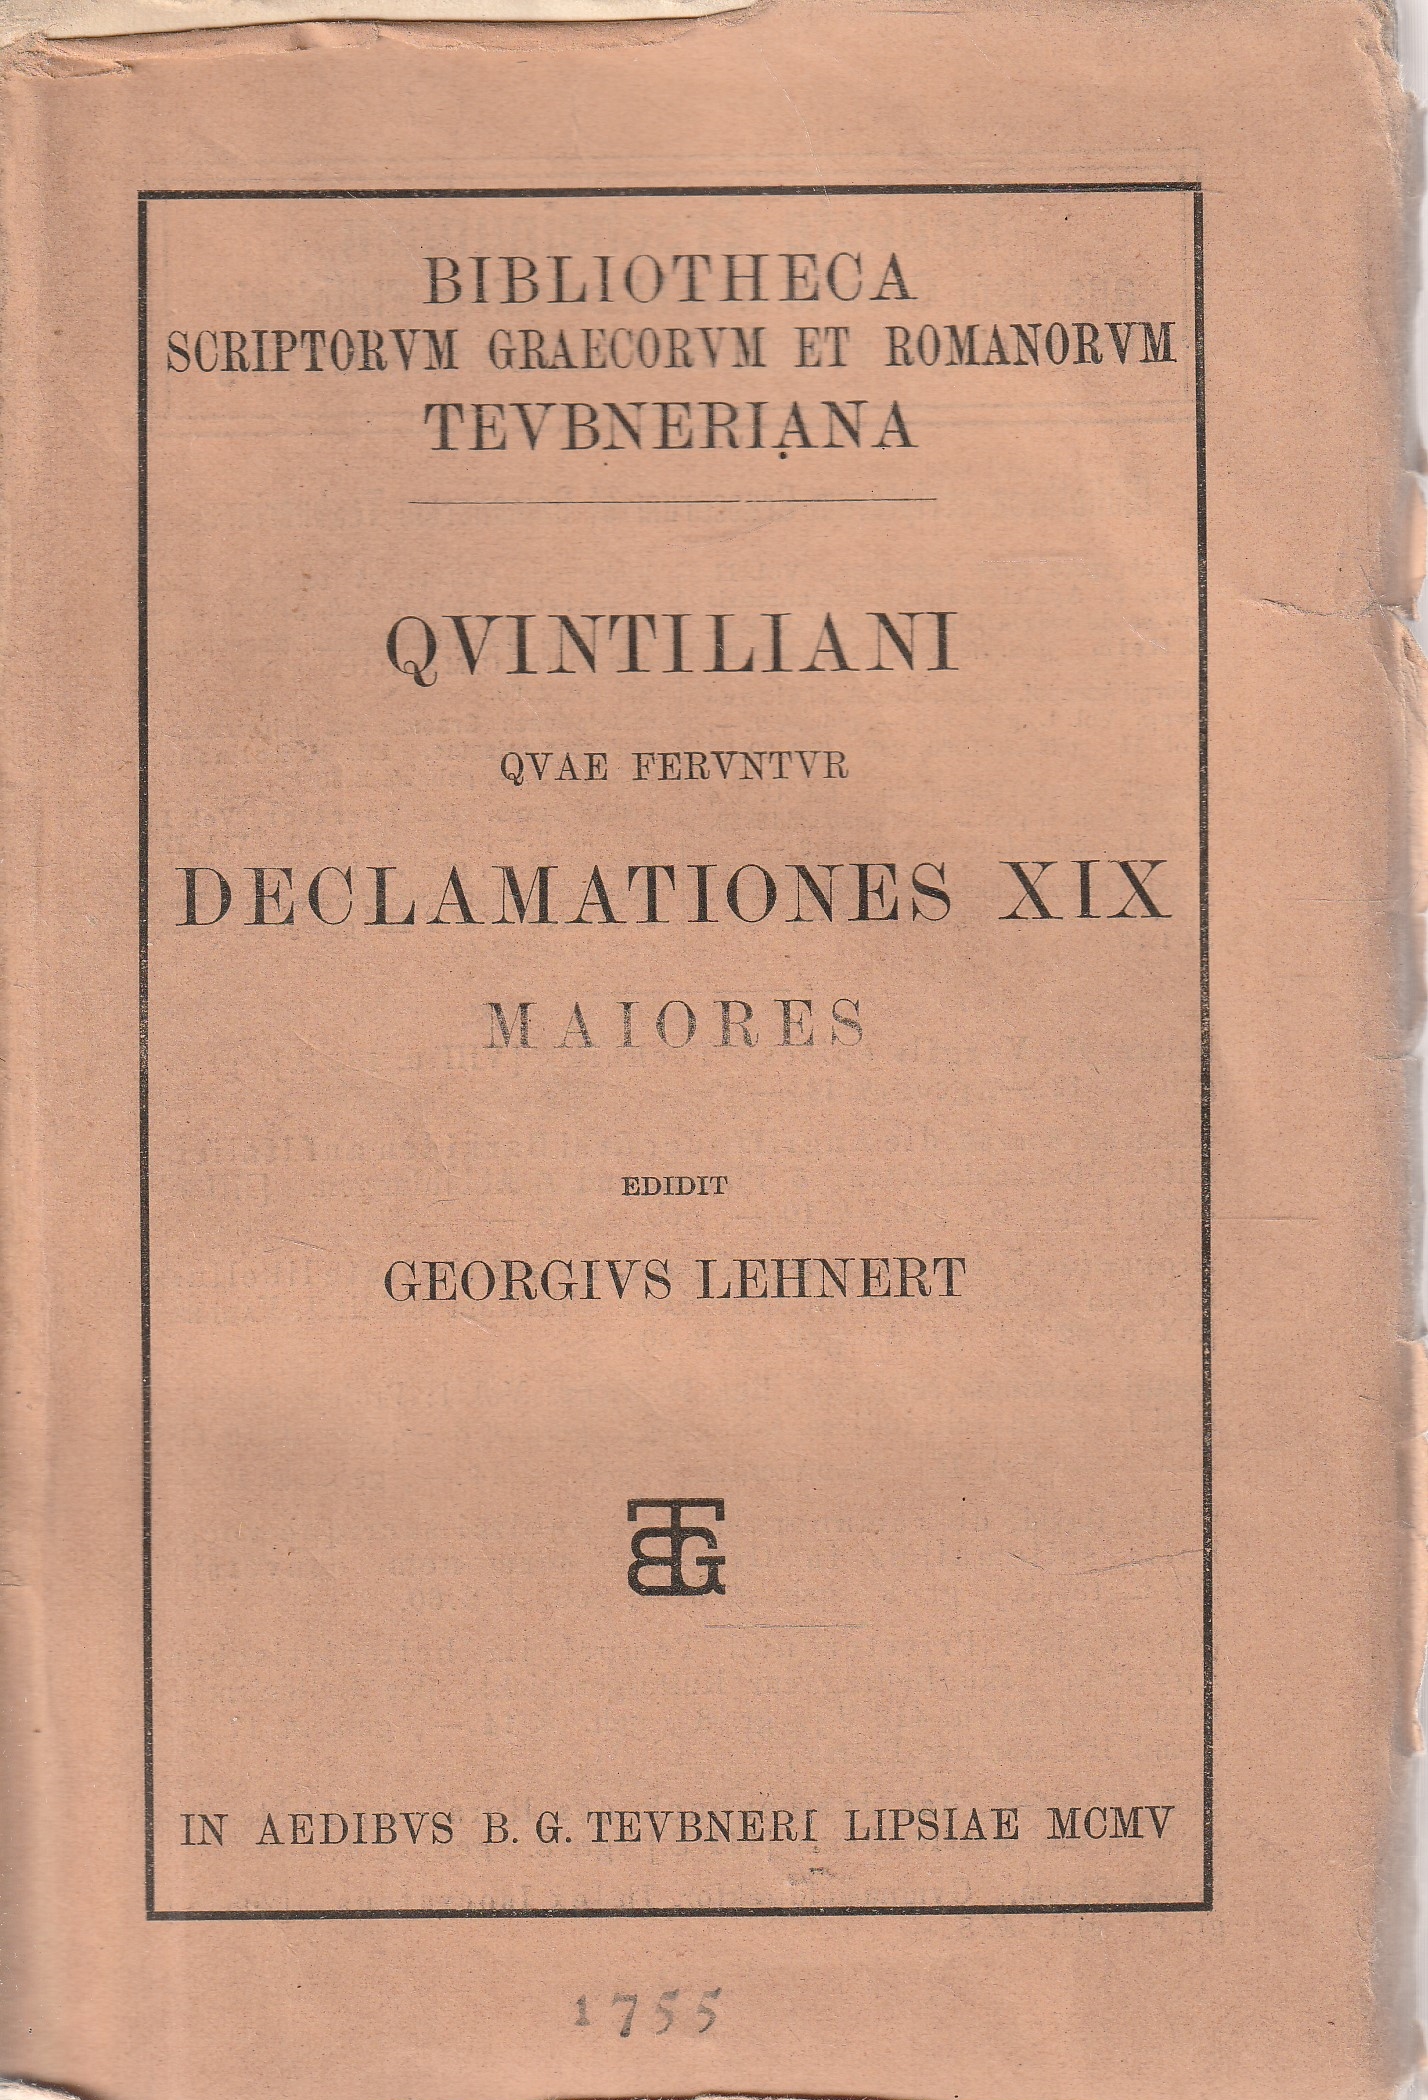 BIBLIOTHECA
SCRIPTORVM GRAECORVM ET ROMANORVM
TEVBNERIANA
QVINTILIANI
QVAE FERVNTVR
DECLAMATIONES XIX
MAIORES
EDIDIT
GEORGIVS LEHNERT
BTG
IN AEDIBVS B. G. TEVBNERI LIPSIAE MCMV
1755